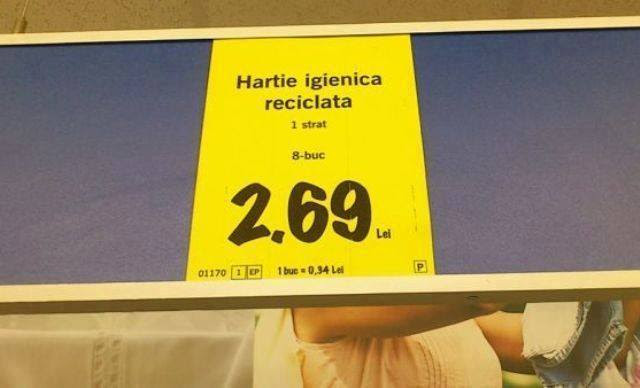 Hartie igienica
reciclata
1 strat
8-buc
2.69 Lei
01170 1 EP 1 buc = 0,34 Lei P